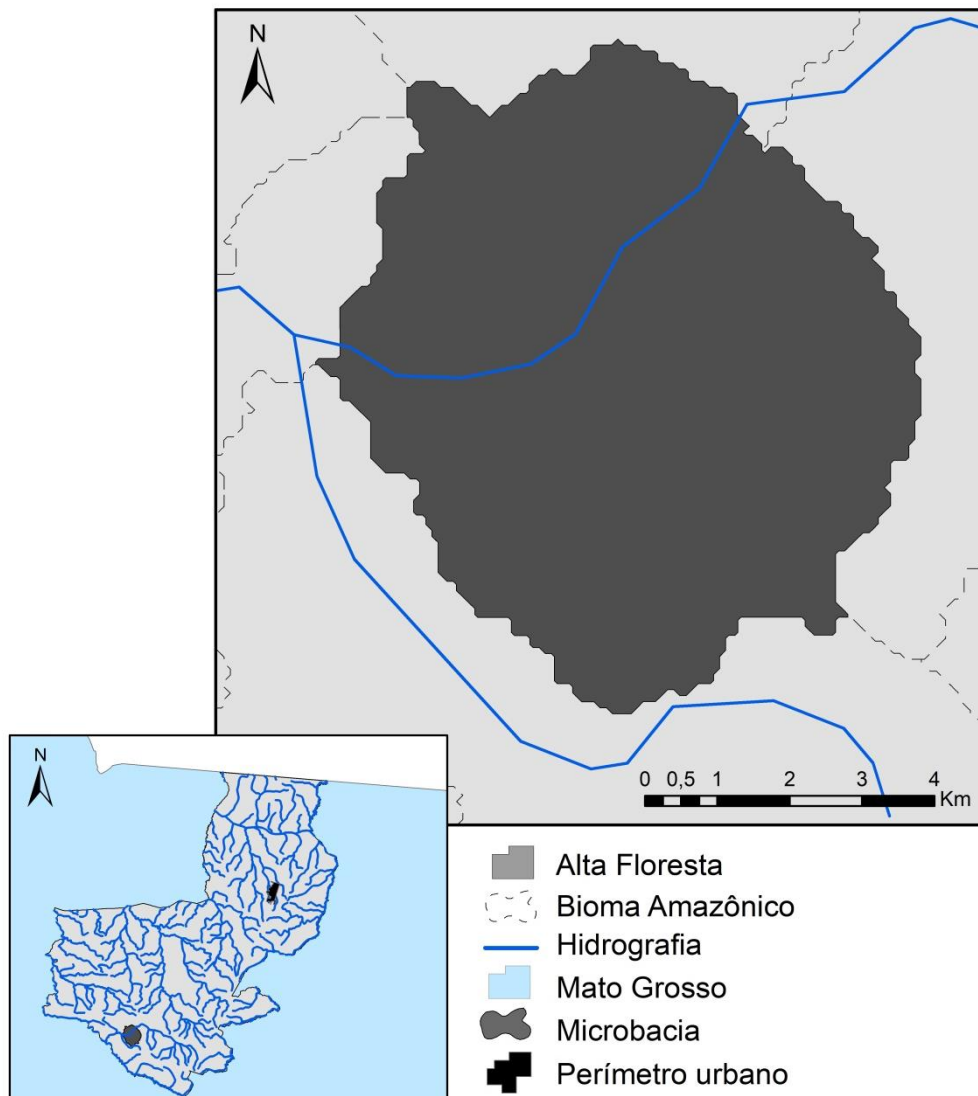 N
0 0,5 1 2 3 4
Km
N
Alta Floresta
Bioma Amazônico
Hidrografia
Mato Grosso
Microbacia
Perímetro urbano